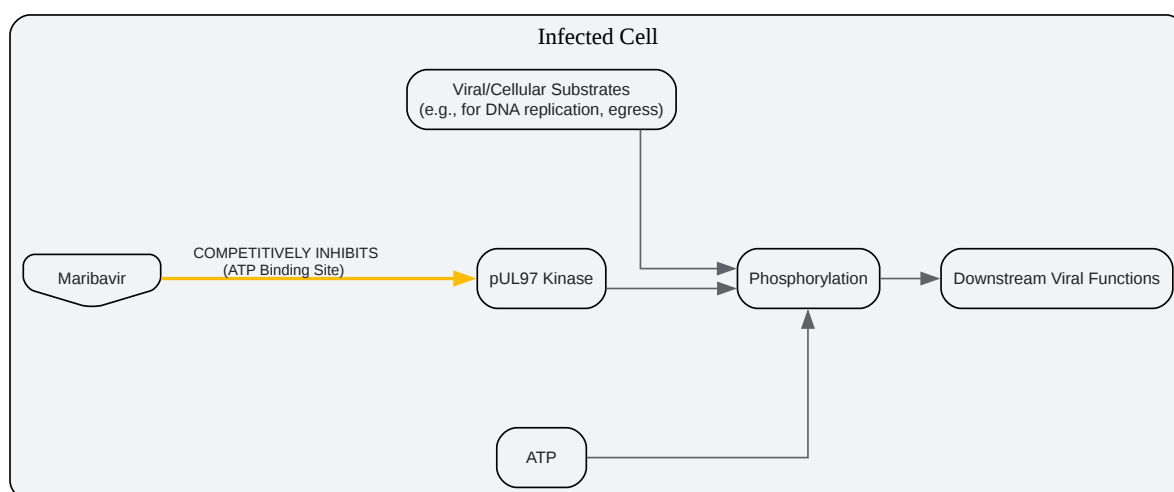 Infected Cell
Viral/Cellular Substrates
(e.g., for DNA replication, egress)
COMPETITIVELY INHIBITS
(ATP Binding Site)
Maribavir
pUL97 Kinase
Phosphorylation
Downstream Viral Functions
ATP